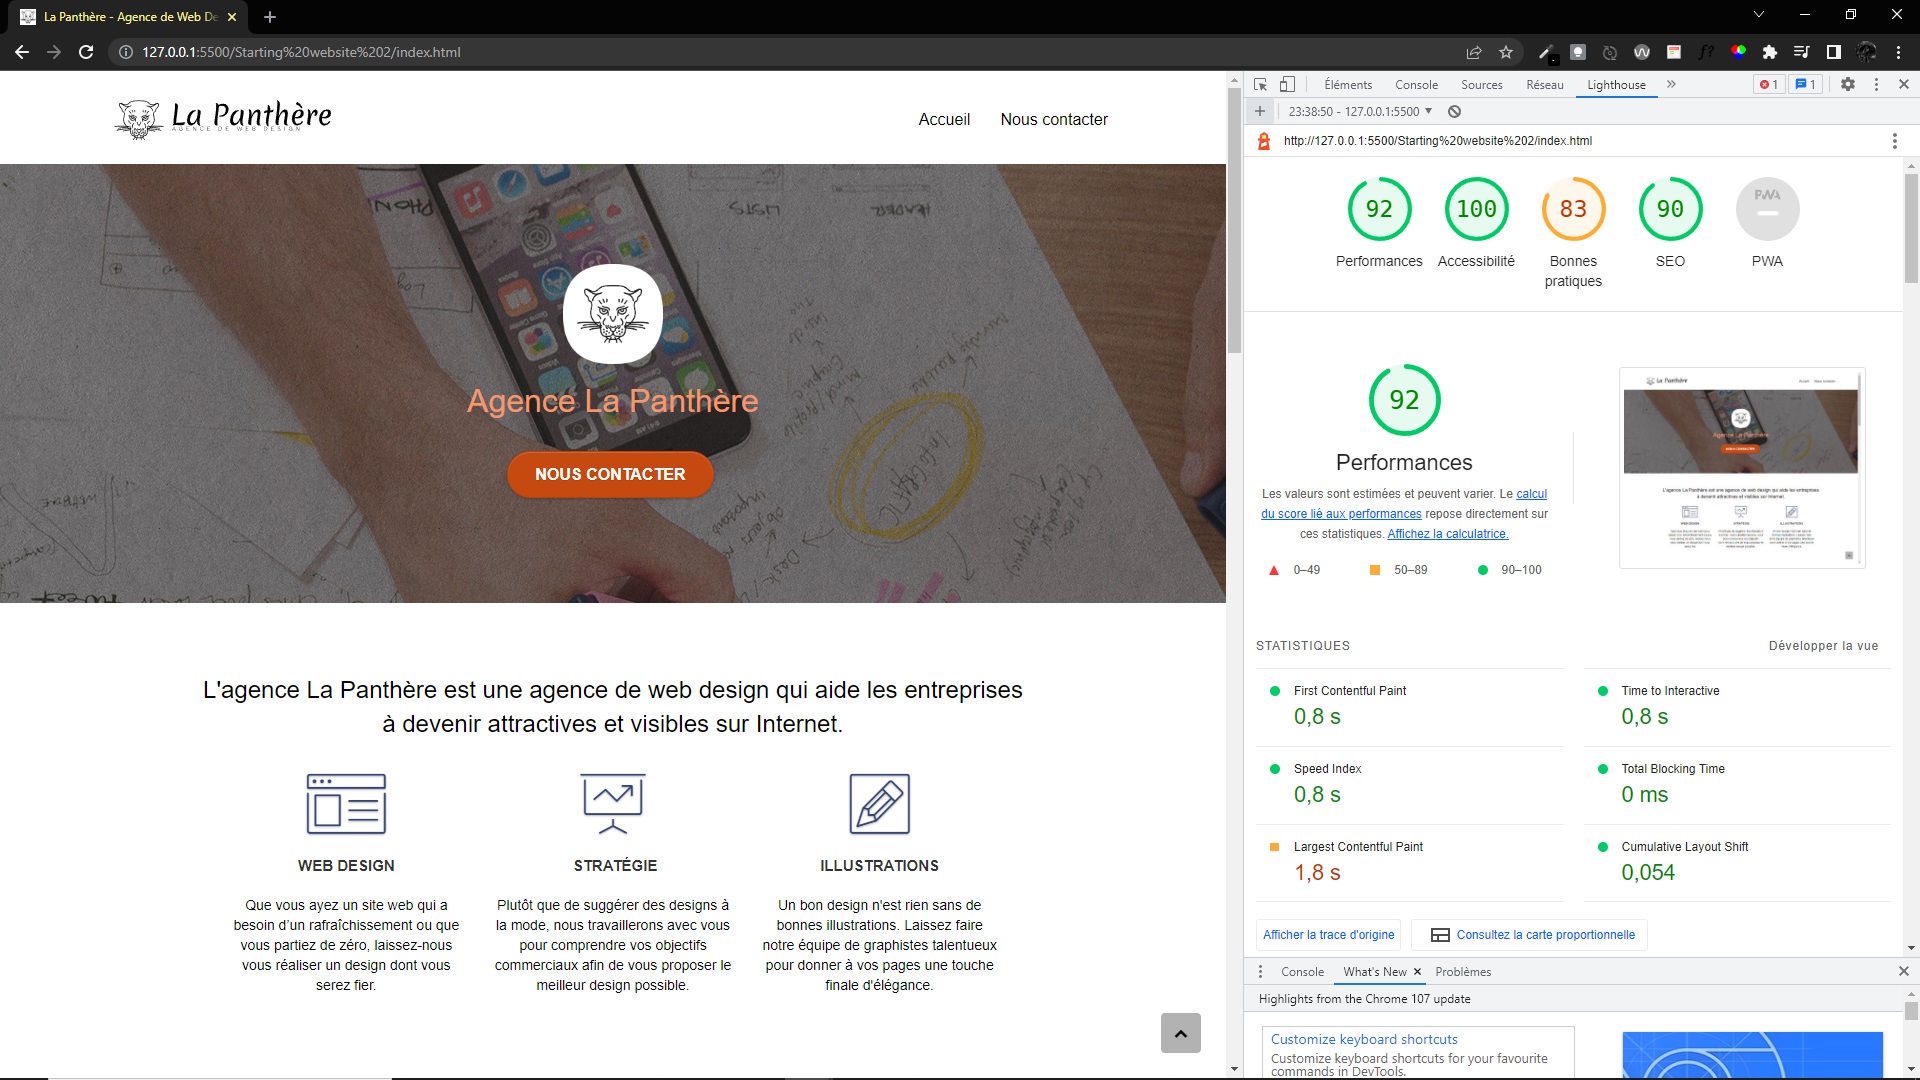 La Panthère - Agence de Web De
127.0.0.1:5500/Starting%20website%202/index.html
La Panthère
AGENCE DE WEB DESIGN
Accueil
Nous contacter
PHON
LISTS
HEADER
Agence La Panthère
NOUS CONTACTER
L'agence La Panthère est une agence de web design qui aide les entreprises
à devenir attractives et visibles sur Internet.
WEB DESIGN
Que vous ayez un site web qui a
besoin d’un rafraîchissement ou que
vous partiez de zéro, laissez-nous
vous réaliser un design dont vous
serez fier.
STRATÉGIE
Plutôt que de suggérer des designs à
la mode, nous travaillerons avec vous
pour comprendre vos objectifs
commerciaux afin de vous proposer le
meilleur design possible.
ILLUSTRATIONS
Un bon design n'est rien sans de
bonnes illustrations. Laissez faire
notre équipe de graphistes talentueux
pour donner à vos pages une touche
finale d'élégance.
Éléments
Console
Sources
Réseau
Lighthouse
1
1
23:38:50 - 127.0.0.1:5500
http://127.0.0.1:5500/Starting%20website%202/index.html
92
Performances
100
Accessibilité
83
Bonnes
pratiques
90
SEO
PWA
PWA
92
Performances
Les valeurs sont estimées et peuvent varier. Le calcul
du score lié aux performances repose directement sur
ces statistiques. Affichez la calculatrice.
0–49
50–89
90–100
STATISTIQUES
Développer la vue
First Contentful Paint
0,8 s
Time to Interactive
0,8 s
Speed Index
0,8 s
Total Blocking Time
0 ms
Largest Contentful Paint
1,8 s
Cumulative Layout Shift
0,054
Afficher la trace d'origine
Consultez la carte proportionnelle
Console
What's New
Problèmes
Highlights from the Chrome 107 update
Customize keyboard shortcuts
Customize keyboard shortcuts for your favourite
commands in DevTools.